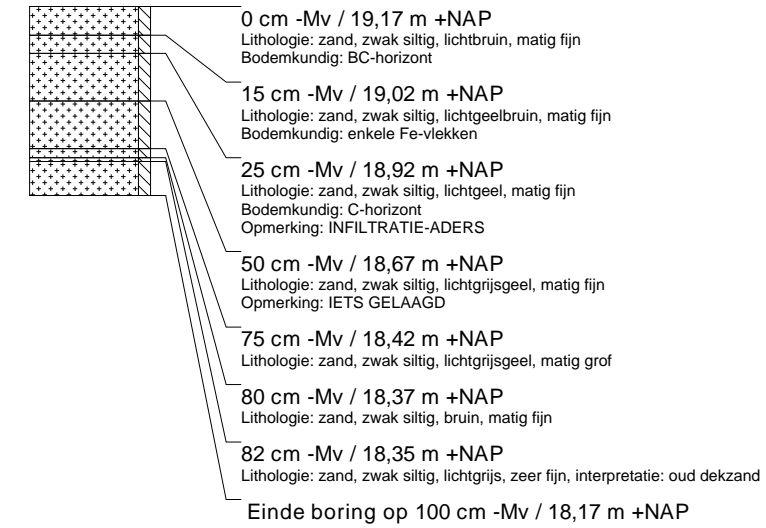 0 cm -Mv / 19,17 m +NAP
Lithologie: zand, zwak siltig, lichtbruin, matig fijn
Bodemkundig: BC-horizont
15 cm -Mv / 19,02 m +NAP
Lithologie: zand, zwak siltig, lichtgeelbruin, matig fijn
Bodemkundig: enkele Fe-vlekken
25 cm -Mv / 18,92 m +NAP
Lithologie: zand, zwak siltig, lichtgeel, matig fijn
Bodemkundig: C-horizont
Opmerking: INFILTRATIE-ADERS
50 cm -Mv / 18,67 m +NAP
Lithologie: zand, zwak siltig, lichtgrijsgeel, matig fijn
Opmerking: IETS GELAAGD
75 cm -Mv / 18,42 m +NAP
Lithologie: zand, zwak siltig, lichtgrijsgeel, matig grof
80 cm -Mv / 18,37 m +NAP
Lithologie: zand, zwak siltig, bruin, matig fijn
82 cm -Mv / 18,35 m +NAP
Lithologie: zand, zwak siltig, lichtgrijs, zeer fijn, interpretatie: oud dekzand
Einde boring op 100 cm -Mv / 18,17 m +NAP